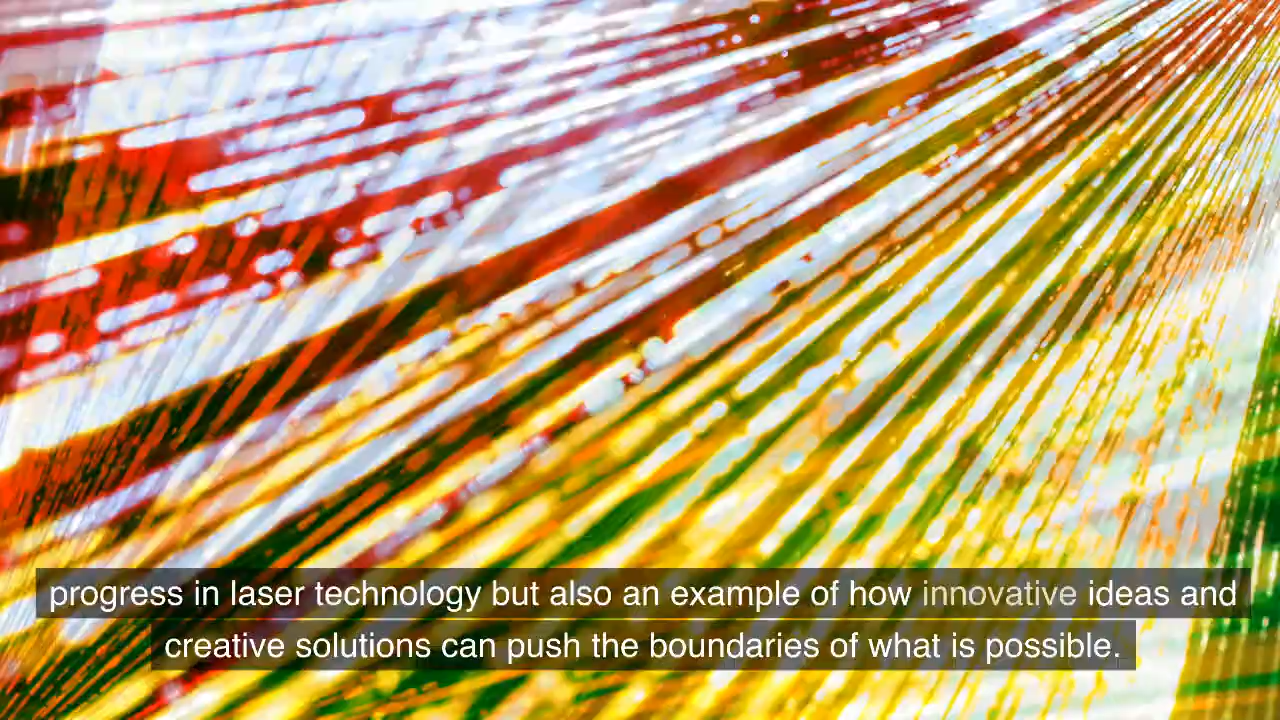 progress in laser technology but also an example of how innovative ideas and
creative solutions can push the boundaries of what is possible.